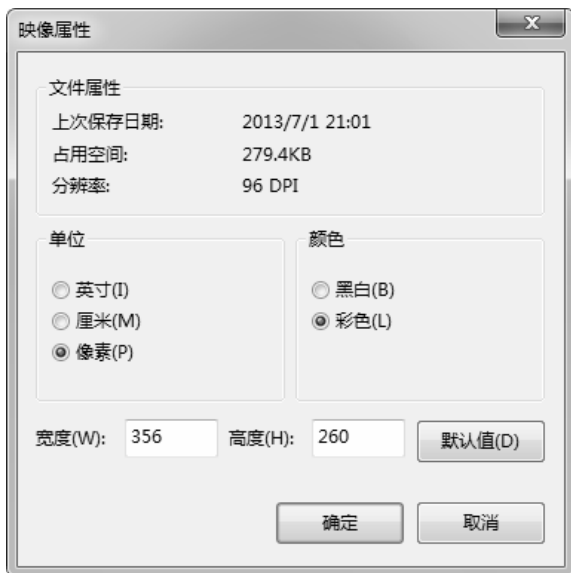 映像属性
文件属性
上次保存日期: 2013/7/1 21:01
占用空间: 279.4KB
分辨率: 96 DPI
单位 颜色
英寸(I) 黑白(B)
厘米(M) 彩色(L)
像素(P)
宽度(W): 356 高度(H): 260 默认值(D)
确定 取消